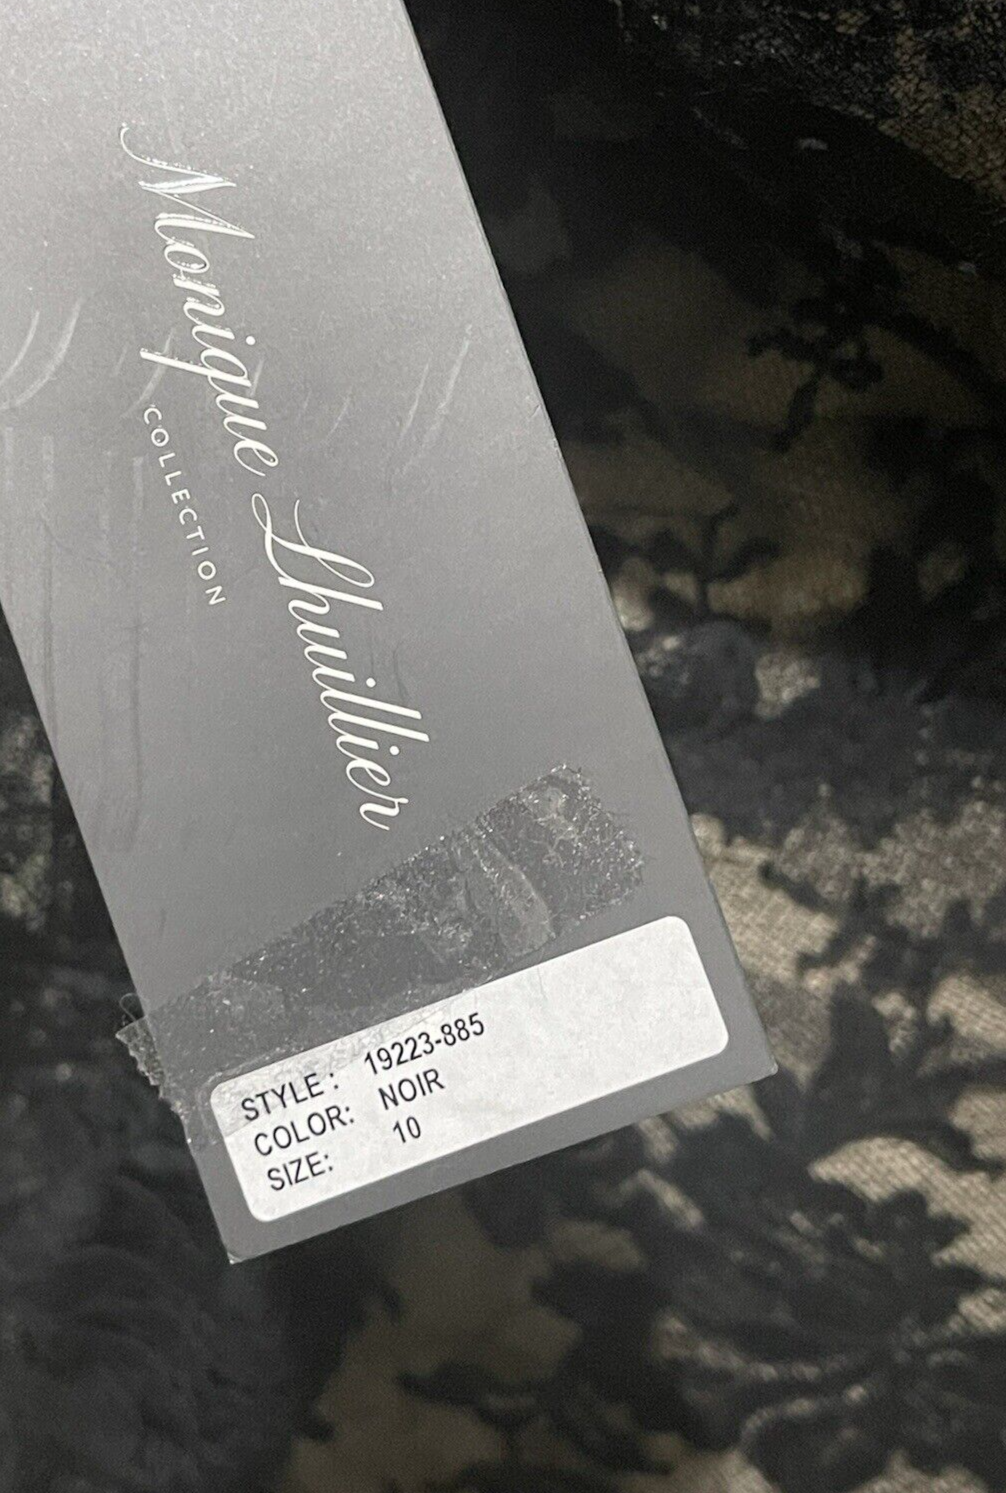 Monique Lhuillier
COLLECTION
STYLE : 19223-885
COLOR: NOIR
SIZE: 10